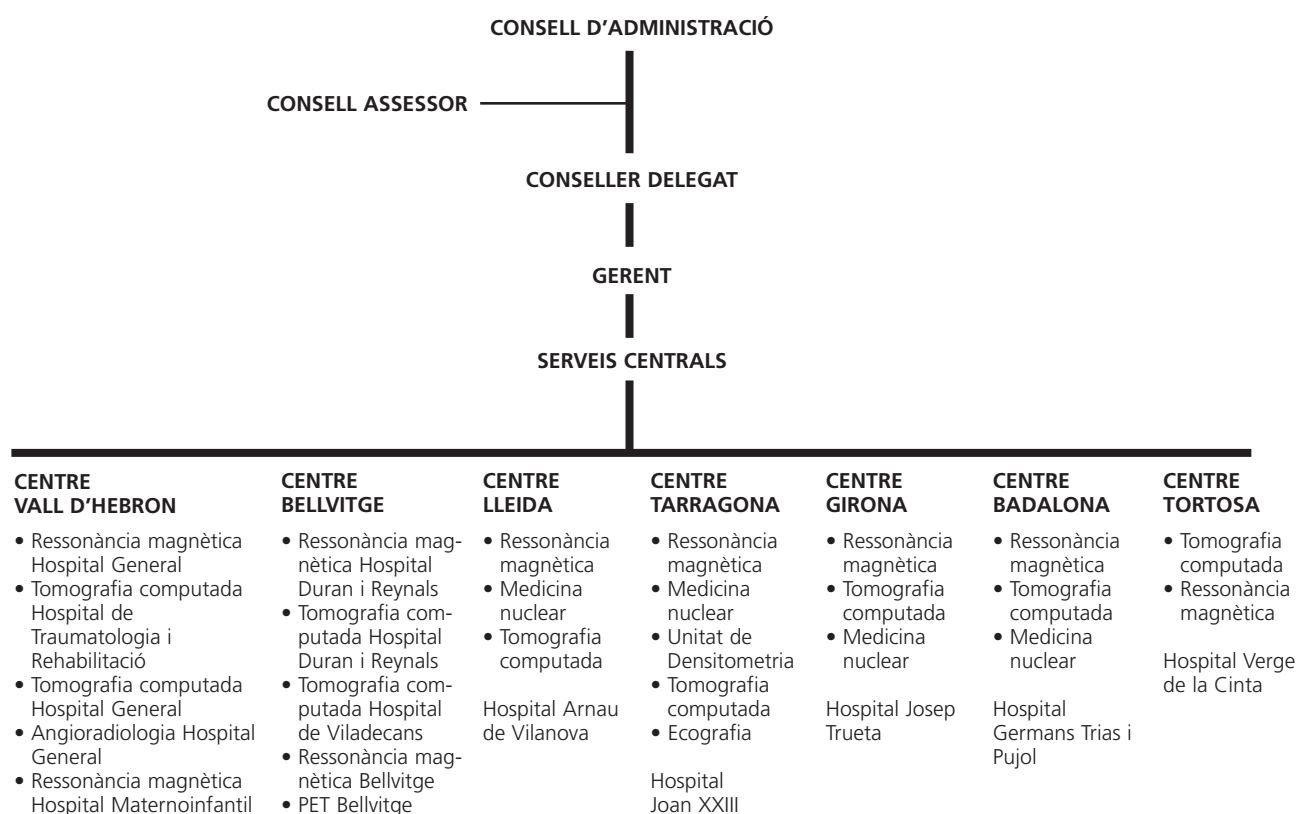 CONSELL D'ADMINISTRACIÓ
CONSELL ASSESSOR
CONSELLER DELEGAT
GERENT
SERVEIS CENTRALS
CENTRE
VALL D'HEBRON
• Ressonància magnètica
Hospital General
• Tomografia computada
Hospital de
Traumatologia i
Rehabilitació
• Tomografia computada
Hospital General
• Angioradiologia Hospital
General
• Ressonància magnètica
Hospital Maternoinfantil
CENTRE
BELLVITGE
• Ressonància mag-
nètica Hospital
Duran i Reynals
• Tomografia com-
putada Hospital
Duran i Reynals
• Tomografia com-
putada Hospital
de Viladecans
• Ressonància mag-
nètica Bellvitge
• PET Bellvitge
CENTRE
LLEIDA
• Ressonància
magnètica
• Medicina
nuclear
• Tomografia
computada
Hospital Arnau
de Vilanova
CENTRE
TARRAGONA
• Ressonància
magnètica
• Medicina
nuclear
• Unitat de
Densitometria
• Tomografia
computada
• Ecografia
Hospital
Joan XXIII
CENTRE
GIRONA
• Ressonància
magnètica
• Tomografia
computada
• Medicina
nuclear
Hospital Josep
Trueta
CENTRE
BADALONA
• Ressonància
magnètica
• Tomografia
computada
• Medicina
nuclear
Hospital
Germans Trias i
Pujol
CENTRE
TORTOSA
• Tomografia
computada
• Ressonància
magnètica
Hospital Verge
de la Cinta